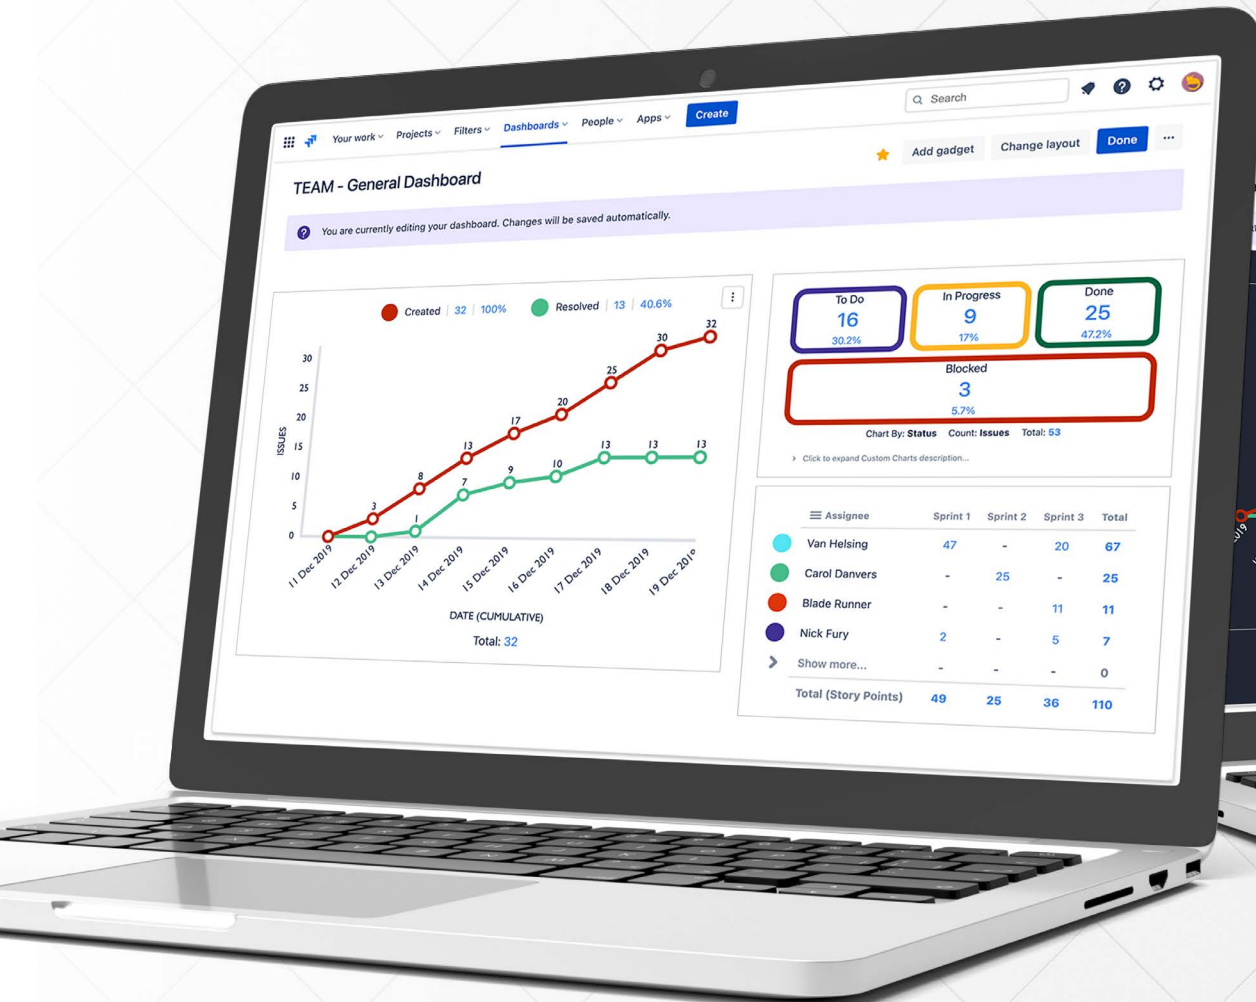 Your work Projects Filters Dashboards People Apps Create Search
TEAM - General Dashboard
Add gadget Change layout Done
You are currently editing your dashboard. Changes will be saved automatically.
Created 32 100% Resolved 13 40.6%
ISSUES
30
25
20
15
10
5
0
3 8 13 17 20 25 30 32
1 7 9 10 13 13 13
11 Dec 2019
12 Dec 2019
13 Dec 2019
14 Dec 2019
15 Dec 2019
16 Dec 2019
17 Dec 2019
18 Dec 2019
19 Dec 2019
DATE (CUMULATIVE)
Total: 32
To Do
16
30.2%
In Progress
9
17%
Done
25
47.2%
Blocked
3
5.7%
Chart By: Status Count: Issues Total: 53
Click to expand Custom Charts description...
Assignee Sprint 1 Sprint 2 Sprint 3 Total
Van Helsing 47 - 20 67
Carol Danvers - 25 - 25
Blade Runner - - 11 11
Nick Fury 2 - 5 7
Show more... - - - 0
Total (Story Points) 49 25 36 110